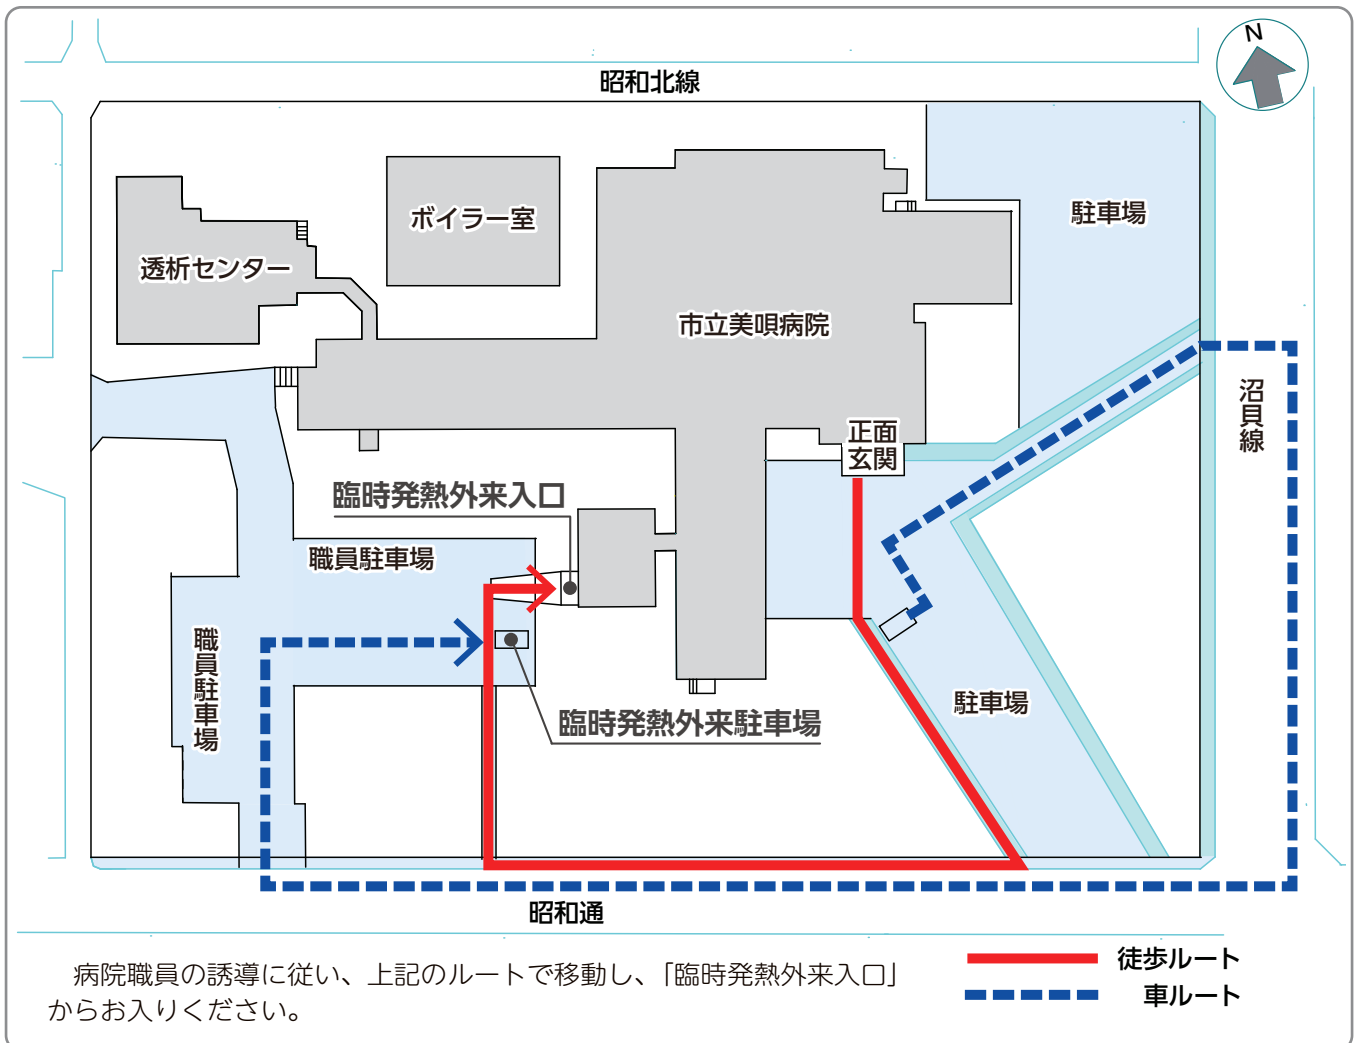 N
昭和北線
ボイラー室
駐車場
透析センター
市立美唄病院
沼貝線
正面
玄関
臨時発熱外来入口
職員駐車場
職員駐車場
臨時発熱外来駐車場
駐車場
昭和通
病院職員の誘導に従い、上記のルートで移動し、「臨時発熱外来入口」
からお入りください。
徒歩ルート
車ルート